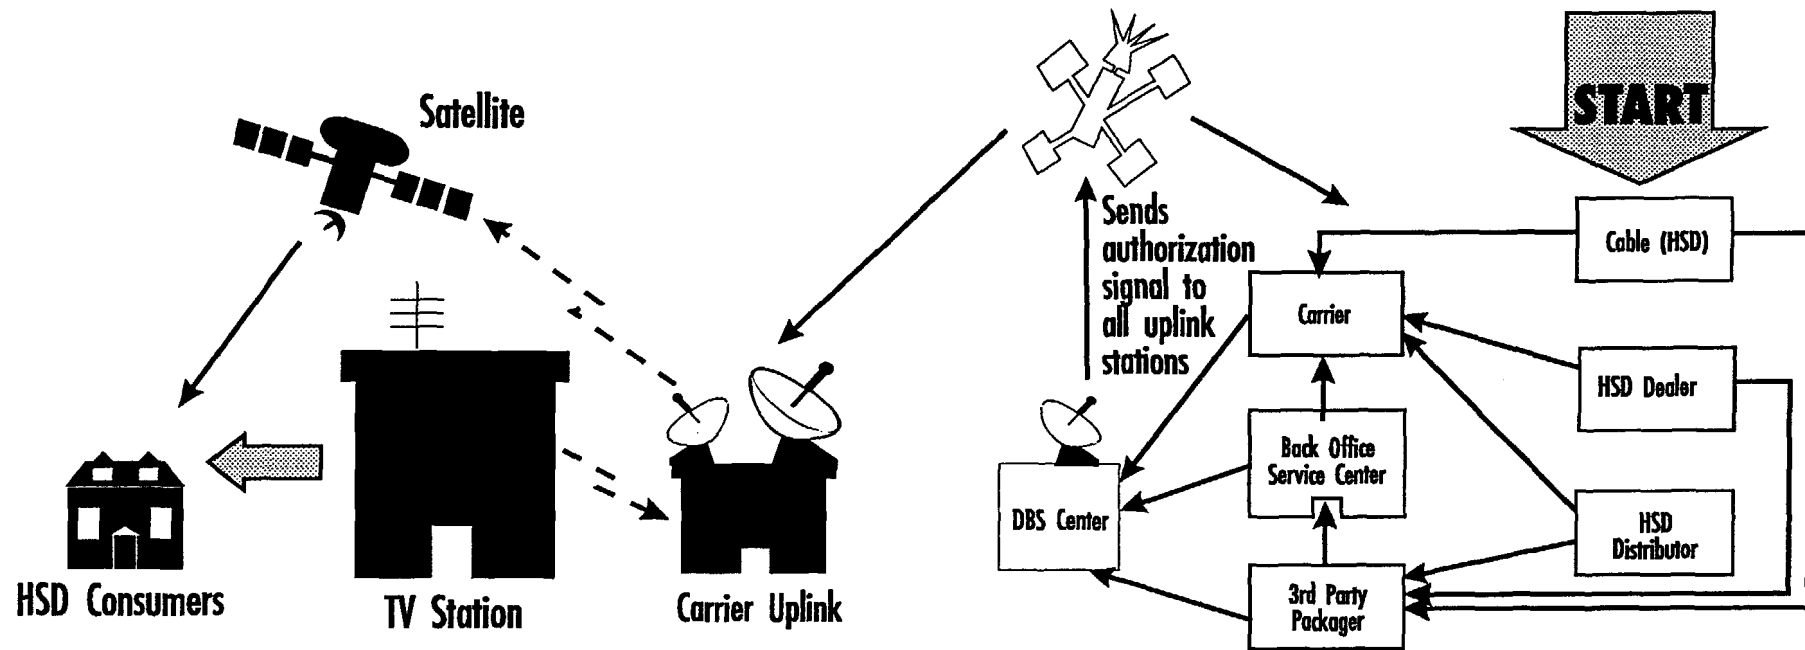 Satellite
START
Sends
authorization
signal to
all uplink
stations
Cable (HSD)
Carrier
HSD Dealer
Back Office
Service Center
DBS Center
HSD
Distributor
3rd Party
Packager
HSD Consumers
TV Station
Carrier Uplink